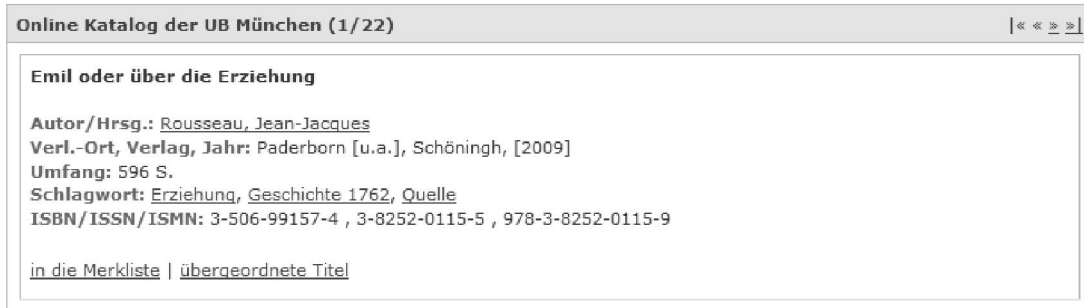 Online Katalog der UB München (1/22) |« « » »|
Emil oder über die Erziehung
Autor/Hrsg.: Rousseau, Jean-Jacques
Verl.-Ort, Verlag, Jahr: Paderborn [u.a.], Schöningh, [2009]
Umfang: 596 S.
Schlagwort: Erziehung, Geschichte 1762, Quelle
ISBN/ISSN/ISMN: 3-506-99157-4 , 3-8252-0115-5 , 978-3-8252-0115-9
in die Merkliste | übergeordnete Titel